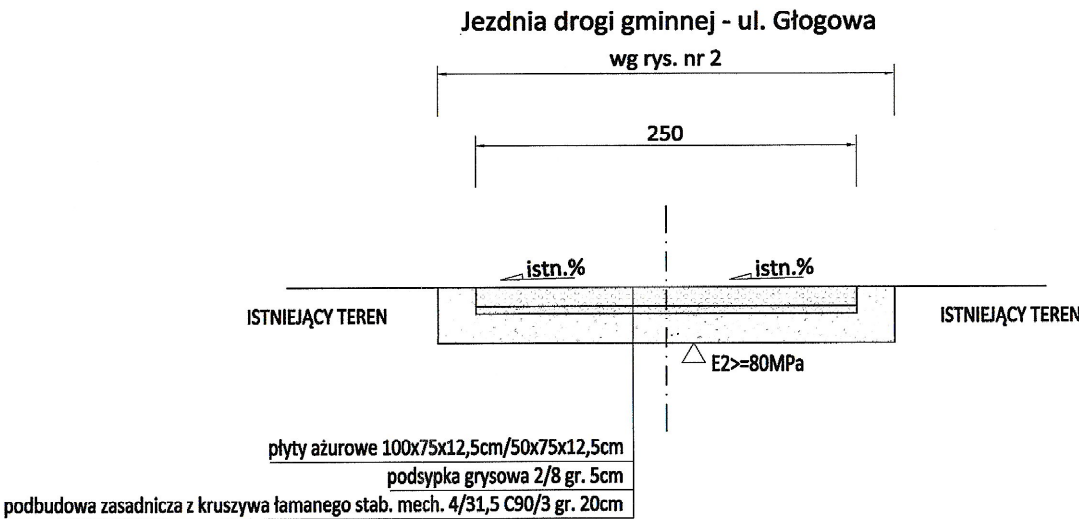 Jezdnia drogi gminnej - ul. Głogowa
wg rys. nr 2
250
istn.% istn.%
ISTNIEJĄCY TEREN ISTNIEJĄCY TEREN
E2>=80MPa
płyty ażurowe 100x75x12,5cm/50x75x12,5cm
podsypka grysowa 2/8 gr. 5cm
podbudowa zasadnicza z kruszywa łamanego stab. mech. 4/31,5 C90/3 gr. 20cm